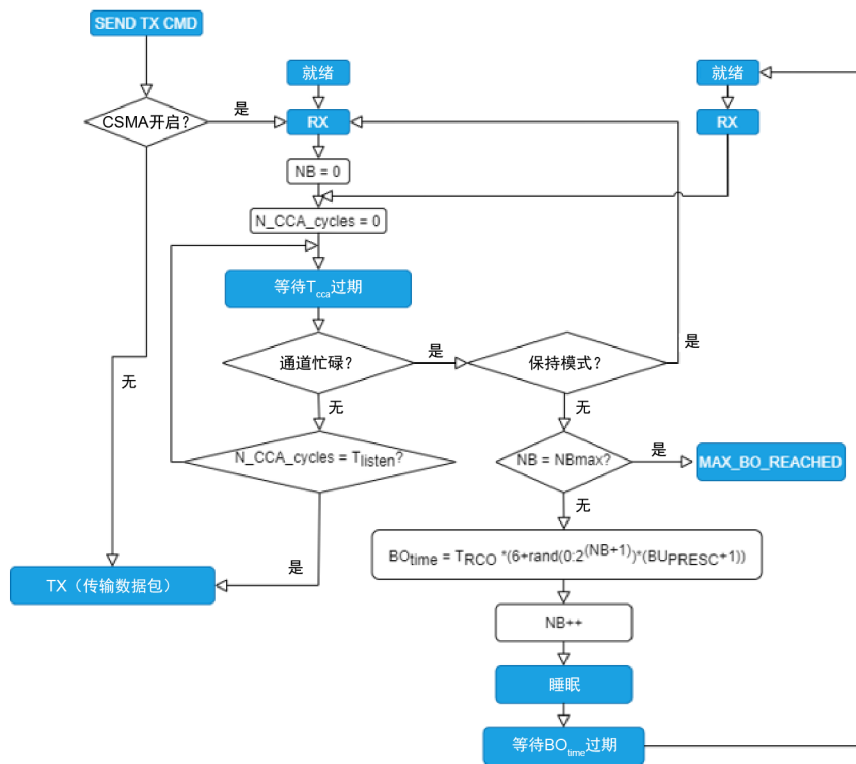 SEND TX CMD
就绪
就绪
CSMA开启?
是
RX
RX
NB = 0
N_CCA_cycles = 0
等待Tcca过期
通道忙碌?
是
保持模式?
是
无
无
无
N_CCA_cycles = Tlisten?
NB = NBmax?
是
MAX_BO_REACHED
无
BOtime = TRCO *(6+rand(0:2^(NB+1))*(BUPRESC+1))
是
TX（传输数据包）
NB++
睡眠
等待BOtime过期